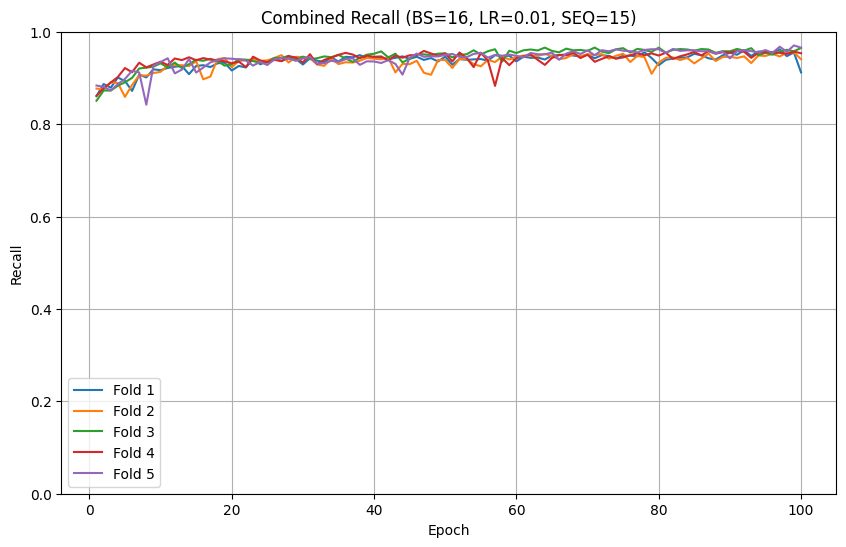 Combined Recall (BS=16, LR=0.01, SEQ=15)
1.0
0.8
0.6
0.4
0.2
0.0
Recall
Fold 1
Fold 2
Fold 3
Fold 4
Fold 5
0 20 40 60 80 100
Epoch